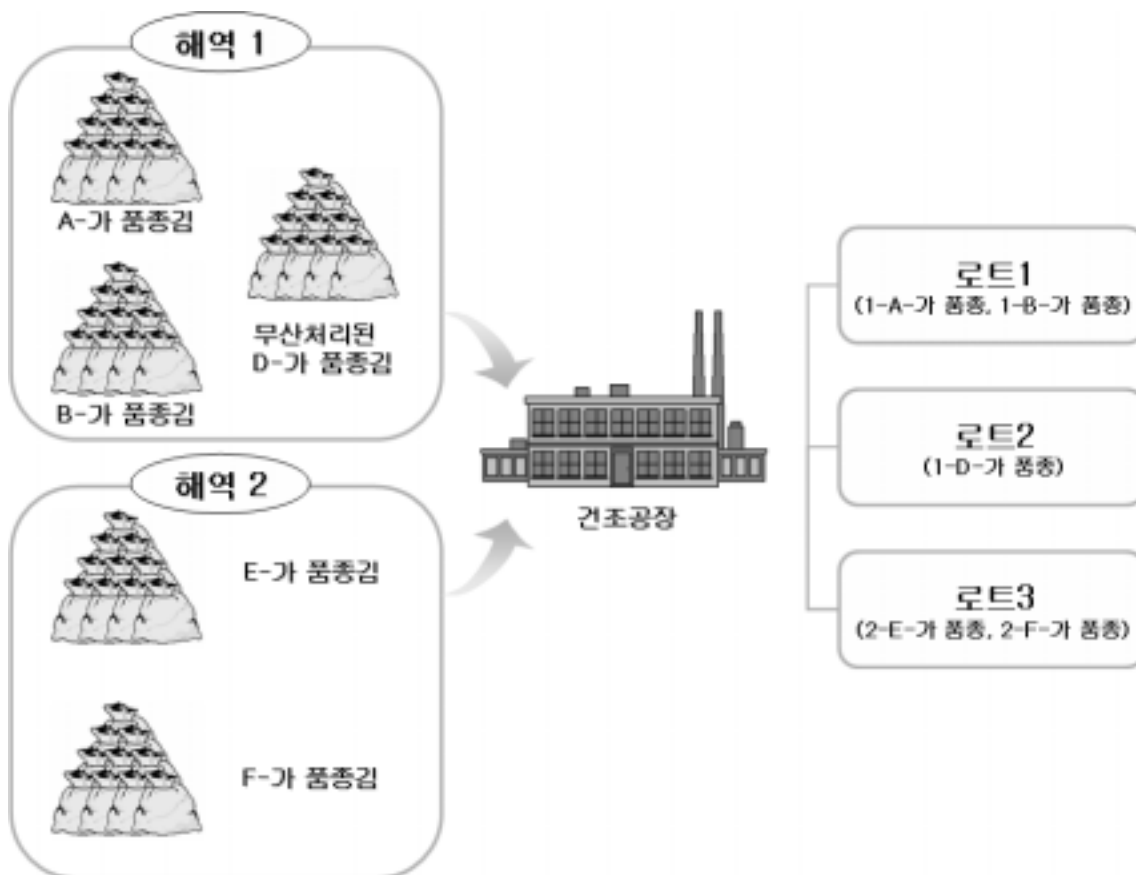 해역 1
A-가 품종김
무산처리된
D-가 품종김
B-가 품종김
해역 2
E-가 품종김
F-가 품종김
건조공장
로트1
(1-A-가 품종, 1-B-가 품종)
로트2
(1-D-가 품종)
로트3
(2-E-가 품종, 2-F-가 품종)